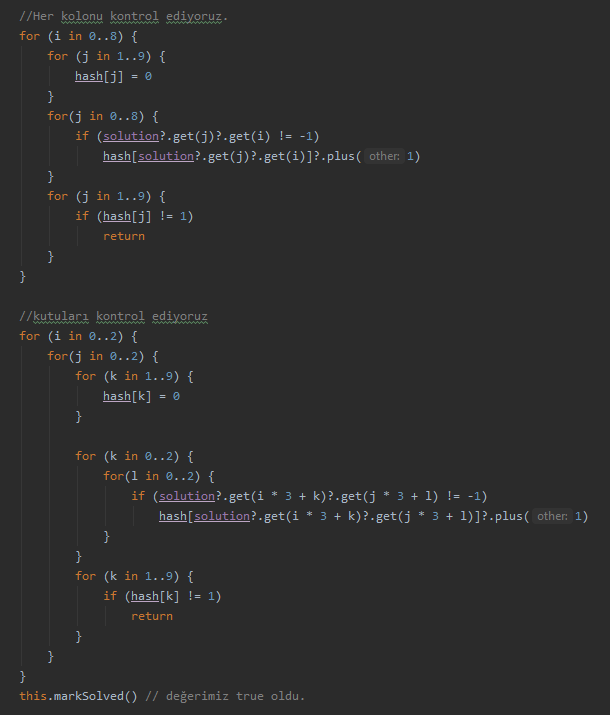 //Her kolonu kontrol ediyoruz.
for (i in 0..8) {
    for (j in 1..9) {
        hash[j] = 0
    }
    for(j in 0..8) {
        if (solution?.get(j)?.get(i) != -1)
            hash[solution?.get(j)?.get(i)]?.plus( other: 1)
    }
    for (j in 1..9) {
        if (hash[j] != 1)
            return
    }
}

//kutuları kontrol ediyoruz
for (i in 0..2) {
    for(j in 0..2) {
        for (k in 1..9) {
            hash[k] = 0
        }

        for (k in 0..2) {
            for(l in 0..2) {
                if (solution?.get(i * 3 + k)?.get(j * 3 + l) != -1)
                    hash[solution?.get(i * 3 + k)?.get(j * 3 + l)]?.plus( other: 1)
            }
        }
        for (k in 1..9) {
            if (hash[k] != 1)
                return
        }
    }
}
this.markSolved() // değerimiz true oldu.